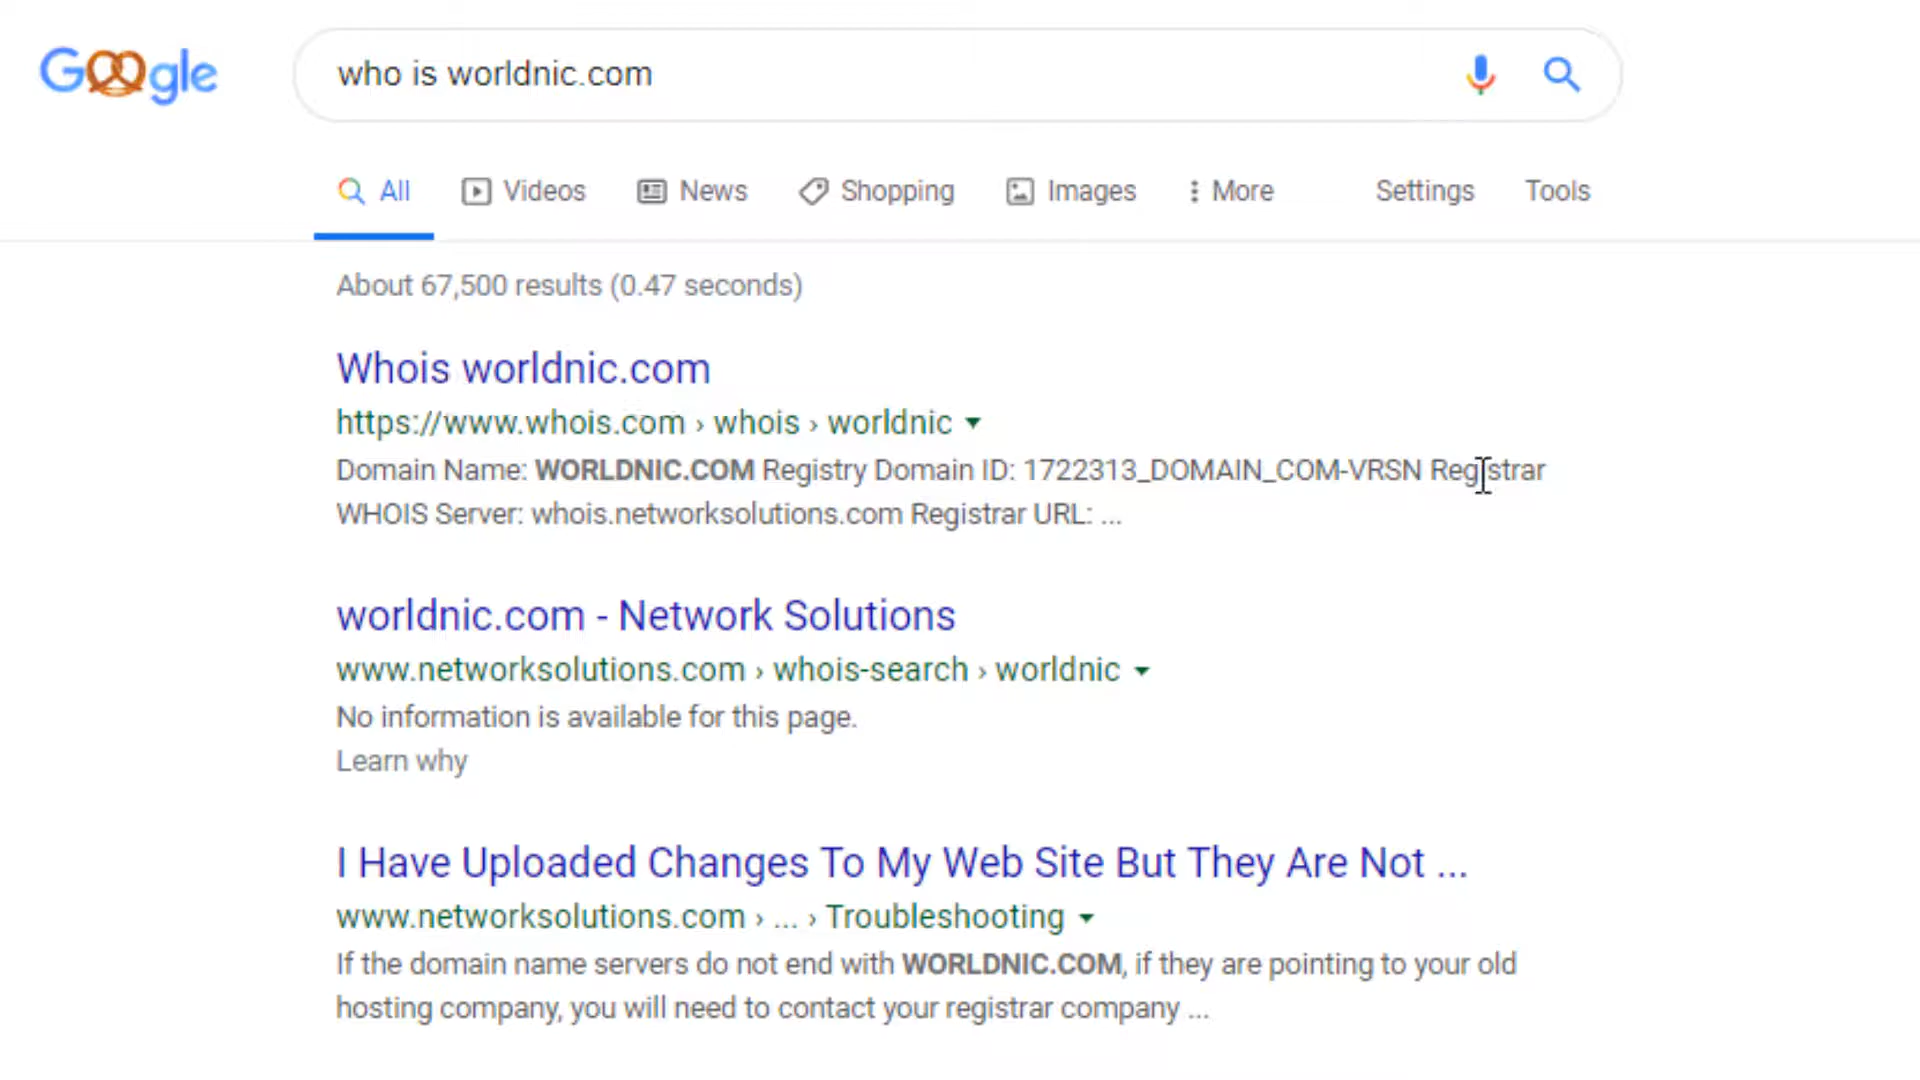 Google
who is worldnic.com
All Videos News Shopping Images More Settings Tools
About 67,500 results (0.47 seconds)
Whois worldnic.com
https://www.whois.com › whois › worldnic
Domain Name: WORLDNIC.COM Registry Domain ID: 1722313_DOMAIN_COM-VRSN Registrar
WHOIS Server: whois.networksolutions.com Registrar URL: ...
worldnic.com - Network Solutions
www.networksolutions.com › whois-search › worldnic
No information is available for this page.
Learn why
I Have Uploaded Changes To My Web Site But They Are Not ...
www.networksolutions.com › ... › Troubleshooting
If the domain name servers do not end with WORLDNIC.COM, if they are pointing to your old
hosting company, you will need to contact your registrar company ...